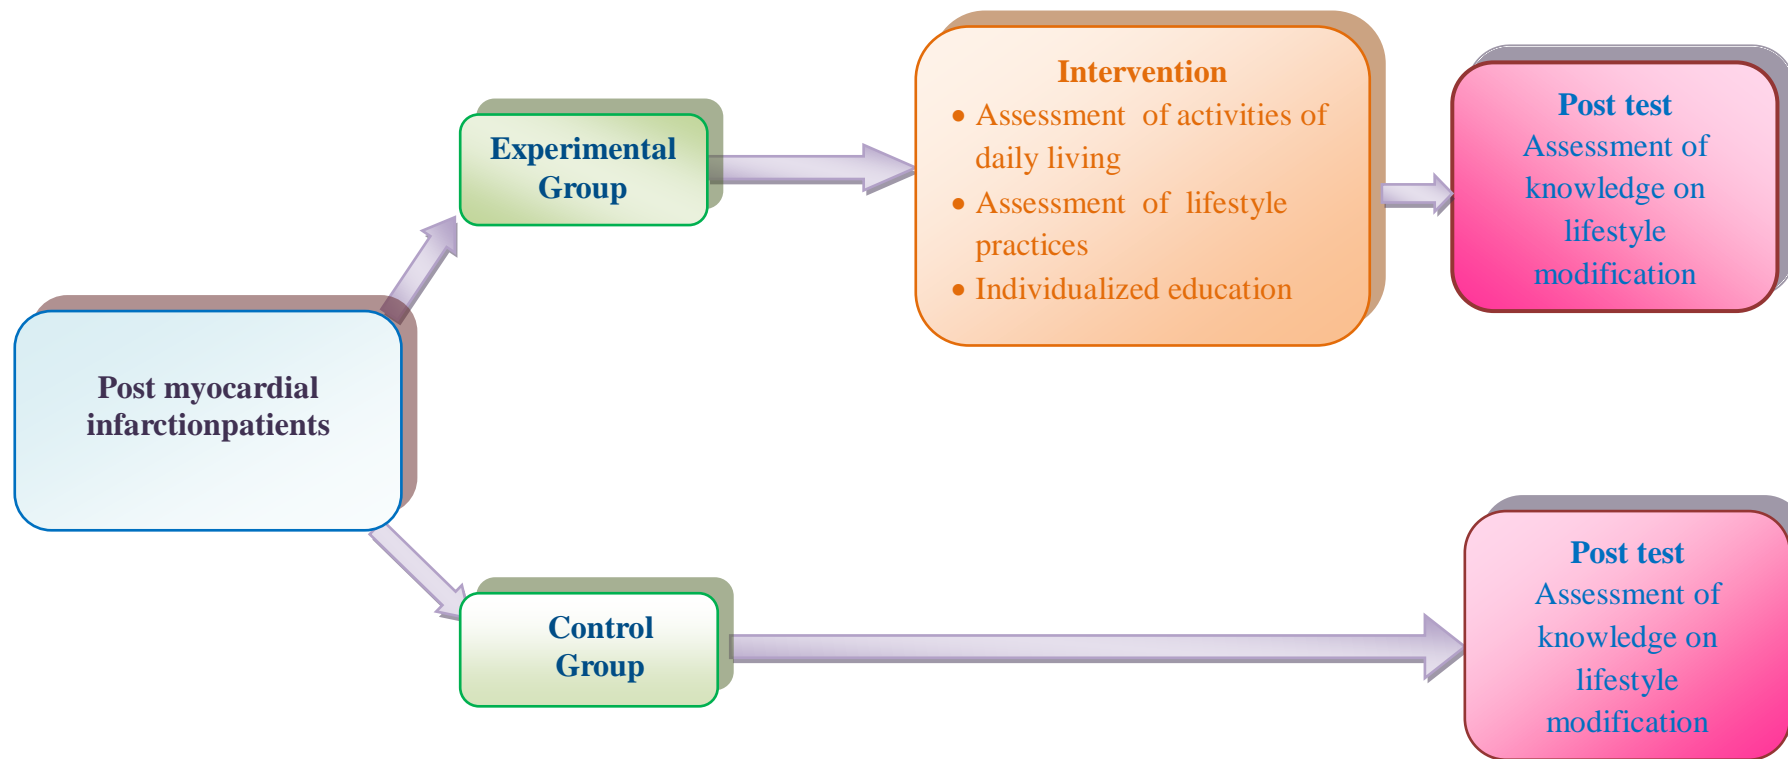 Post myocardial
infarctionpatients
Experimental
Group
Intervention
• Assessment of activities of
daily living
• Assessment of lifestyle
practices
• Individualized education
Post test
Assessment of
knowledge on
lifestyle
modification
Control
Group
Post test
Assessment of
knowledge on
lifestyle
modification